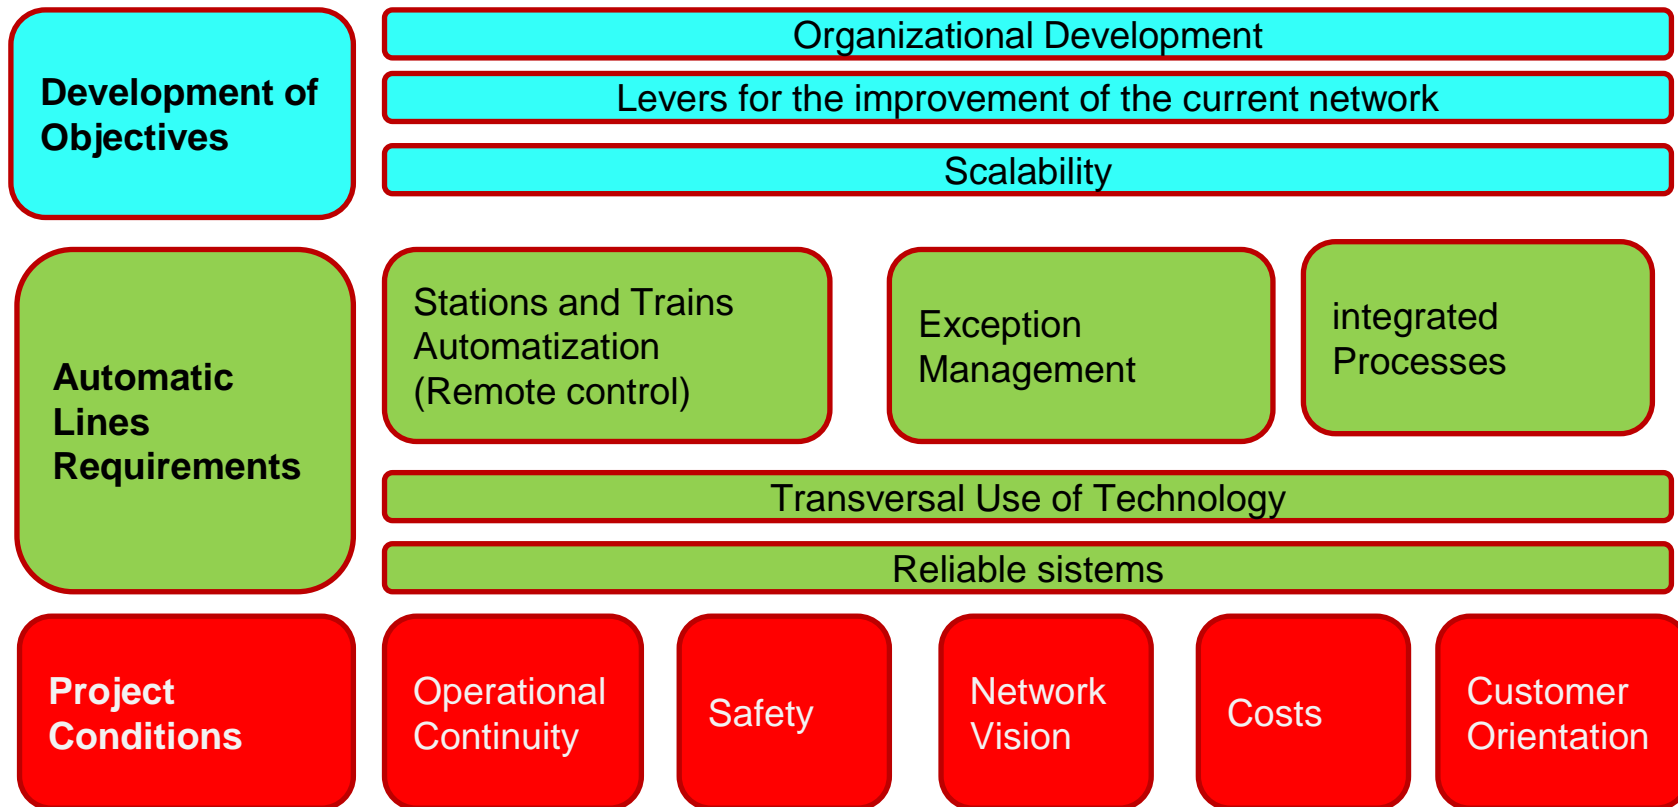 Development of
Objectives
Organizational Development
Levers for the improvement of the current network
Scalability
Automatic
Lines
Requirements
Stations and Trains
Automatization
(Remote control)
Exception
Management
integrated
Processes
Transversal Use of Technology
Reliable sistems
Project
Conditions
Operational
Continuity
Safety
Network
Vision
Costs
Customer
Orientation